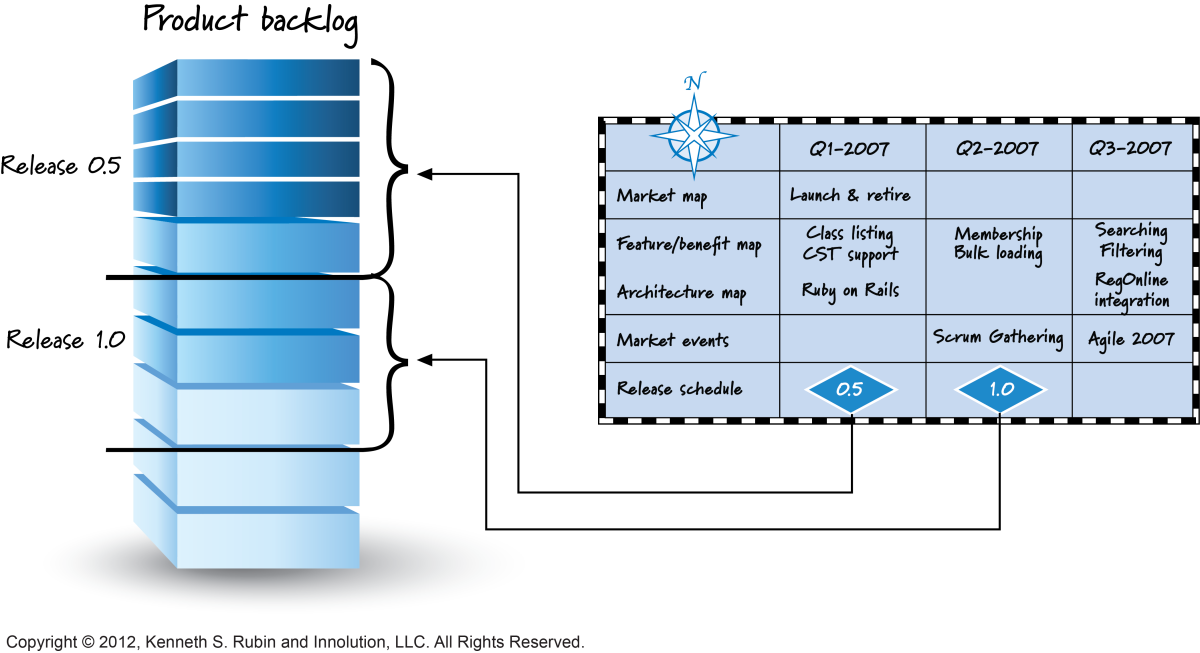 Product backlog
Release 0.5
Release 1.0
N
Q1-2007 Q2-2007 Q3-2007
Market map Launch & retire
Feature/benefit map Class listing Membership Searching
CST support Bulk loading Filtering
Architecture map Ruby on Rails RegOnline
integration
Market events Scrum Gathering Agile 2007
Release schedule 0.5 1.0
Copyright © 2012, Kenneth S. Rubin and Innolution, LLC. All Rights Reserved.